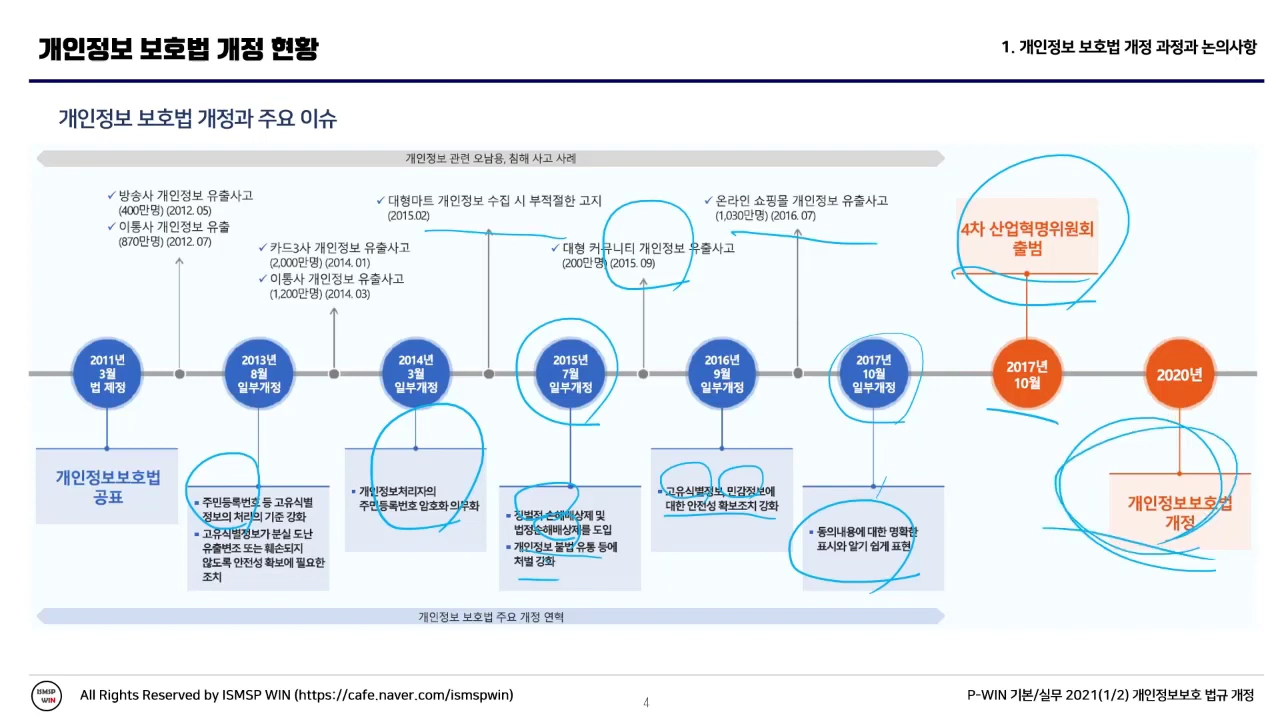 개인정보 보호법 개정 현황
1. 개인정보 보호법 개정 과정과 논의사항
개인정보 보호법 개정과 주요 이슈
개인정보 관련 오남용, 침해 사고 사례
✓ 방송사 개인정보 유출사고
(400만명) (2012. 05)
✓ 이통사 개인정보 유출
(870만명) (2012. 07)
✓ 카드3사 개인정보 유출사고
(2,000만명) (2014. 01)
✓ 이통사 개인정보 유출사고
(1,200만명) (2014. 03)
✓ 대형마트 개인정보 수집 시 부적절한 고지
(2015.02)
✓ 대형 커뮤니티 개인정보 유출사고
(200만명) (2015. 09)
✓ 온라인 쇼핑몰 개인정보 유출사고
(1,030만명) (2016. 07)
4차 산업혁명위원회
출범
2011년
3월
법 제정
2013년
8월
일부개정
2014년
3월
일부개정
2015년
7월
일부개정
2016년
9월
일부개정
2017년
10월
일부개정
2017년
10월
2020년
개인정보보호법
공표
▪ 주민등록번호 등 고유식별
정보의 처리의 기준 강화
▪ 고유식별정보가 분실 도난
유출변조 또는 훼손되지
않도록 안전성 확보에 필요한
조치
▪ 개인정보처리자의
주민등록번호 암호화 의무화
▪ 징벌적 손해배상제 및
법정손해배상제를 도입
▪ 개인정보 불법 유통 등에
처벌 강화
▪ 고유식별정보, 민감정보에
대한 안전성 확보조치 강화
▪ 동의내용에 대한 명확한
표시와 알기 쉽게 표현
개인정보보호법
개정
개인정보 보호법 주요 개정 연혁
ISMSP
WIN
All Rights Reserved by ISMSP WIN (https://cafe.naver.com/ismspwin)
4
P-WIN 기본/실무 2021(1/2) 개인정보보호 법규 개정